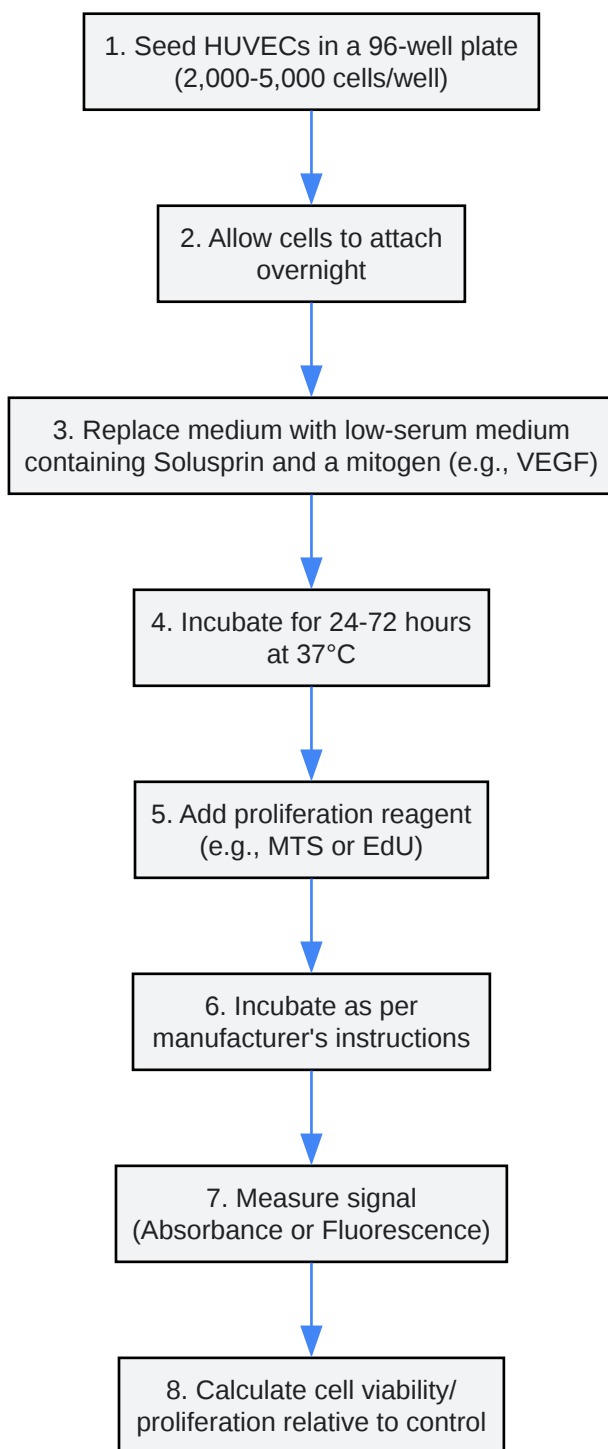 1. Seed HUVECs in a 96-well plate
(2,000-5,000 cells/well)
2. Allow cells to attach
overnight
3. Replace medium with low-serum medium
containing Solusprin and a mitogen (e.g., VEGF)
4. Incubate for 24-72 hours
at 37°C
5. Add proliferation reagent
(e.g., MTS or EdU)
6. Incubate as per
manufacturer's instructions
7. Measure signal
(Absorbance or Fluorescence)
8. Calculate cell viability/
proliferation relative to control